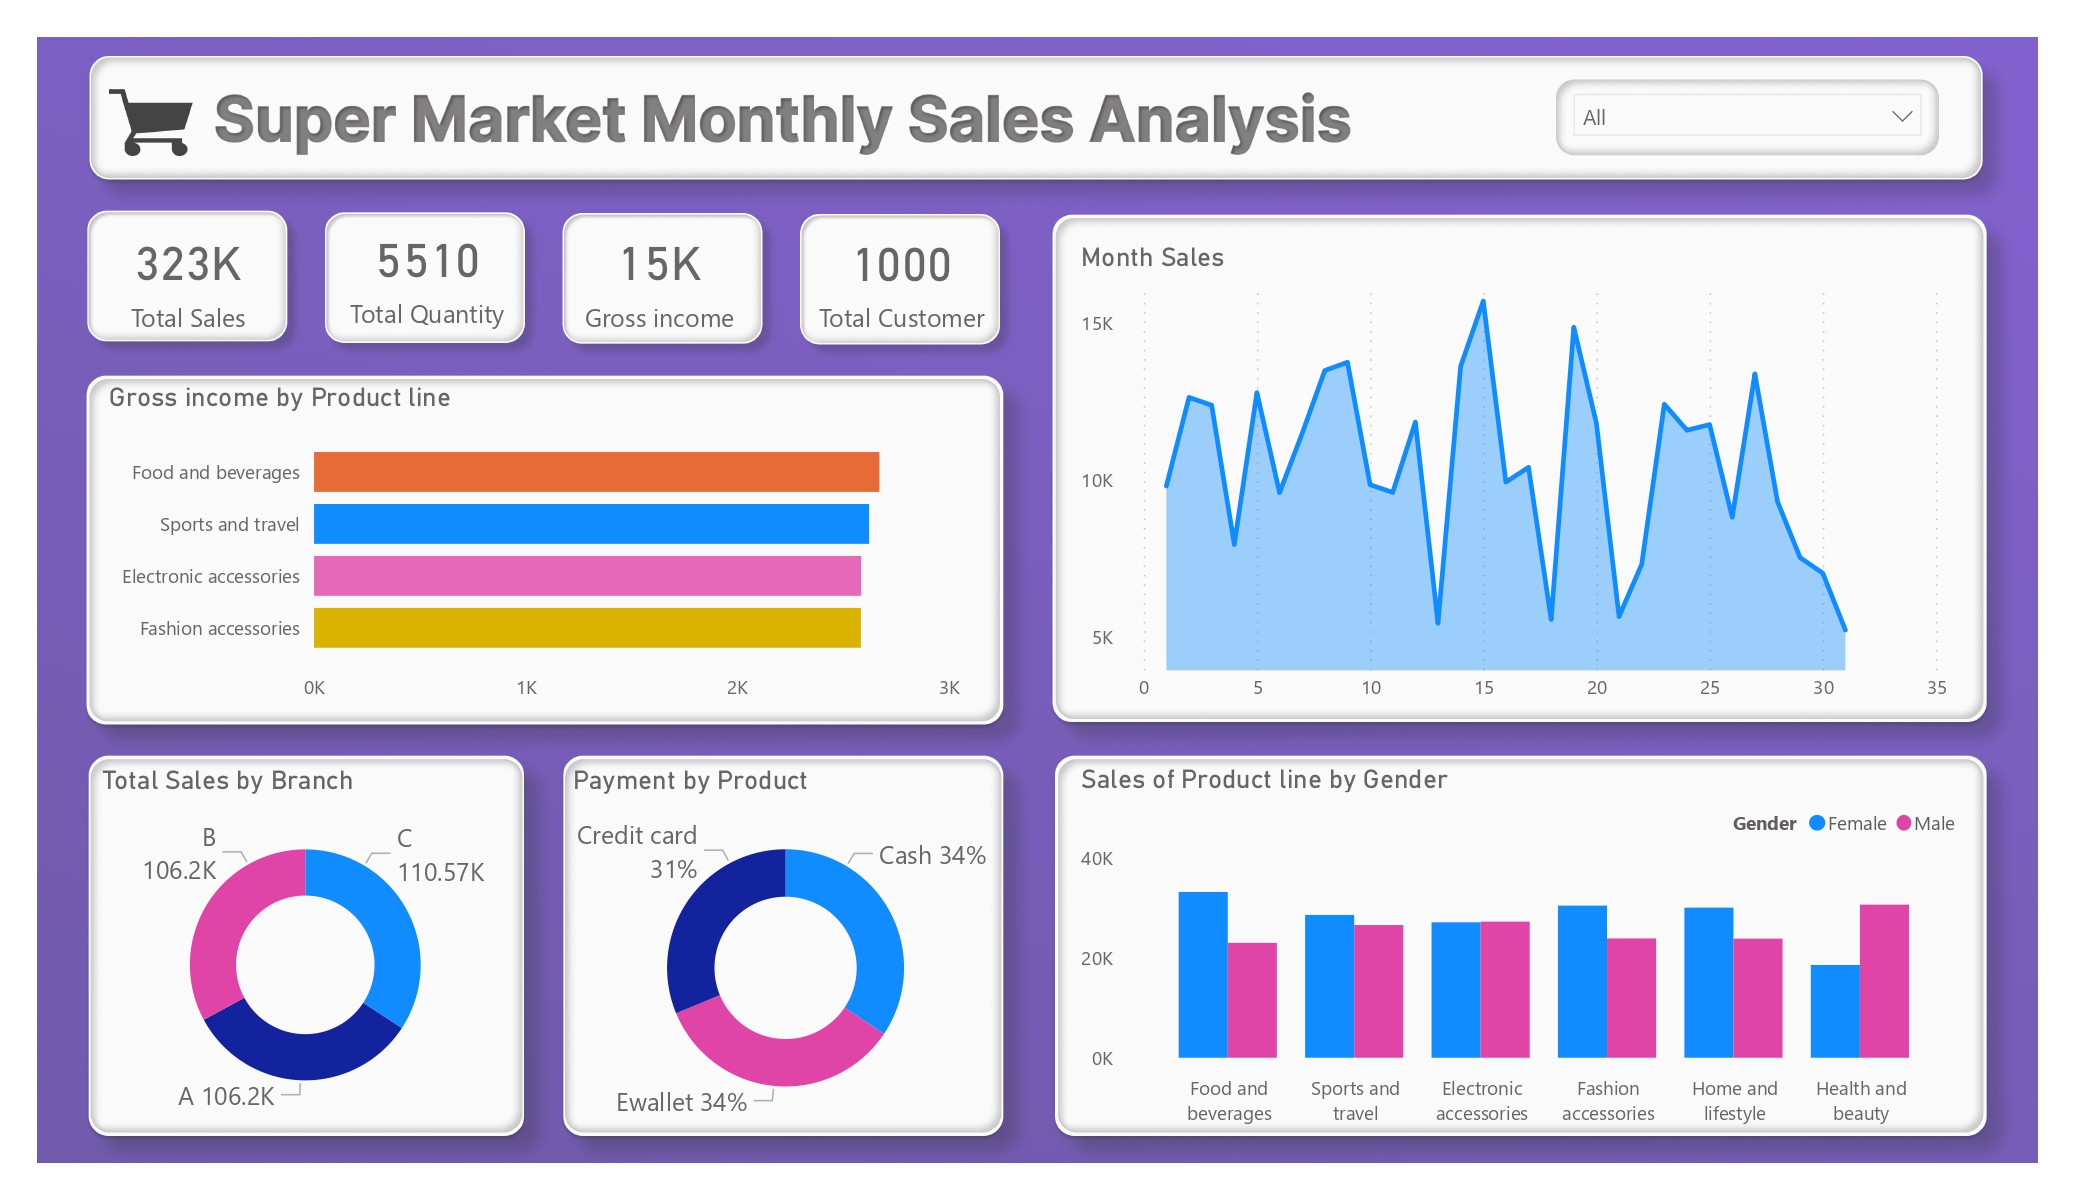 Super Market Monthly Sales Analysis
All
323K
Total Sales
5510
Total Quantity
15K
Gross income
1000
Total Customer
Gross income by Product line
Food and beverages
Sports and travel
Electronic accessories
Fashion accessories
0K 1K 2K 3K
Month Sales
15K
10K
5K
0 5 10 15 20 25 30 35
Total Sales by Branch
B
106.2K
C
110.57K
A 106.2K
Payment by Product
Credit card
31%
Cash 34%
Ewallet 34%
Sales of Product line by Gender
Gender Female Male
40K
20K
0K
Food and
beverages
Sports and
travel
Electronic
accessories
Fashion
accessories
Home and
lifestyle
Health and
beauty